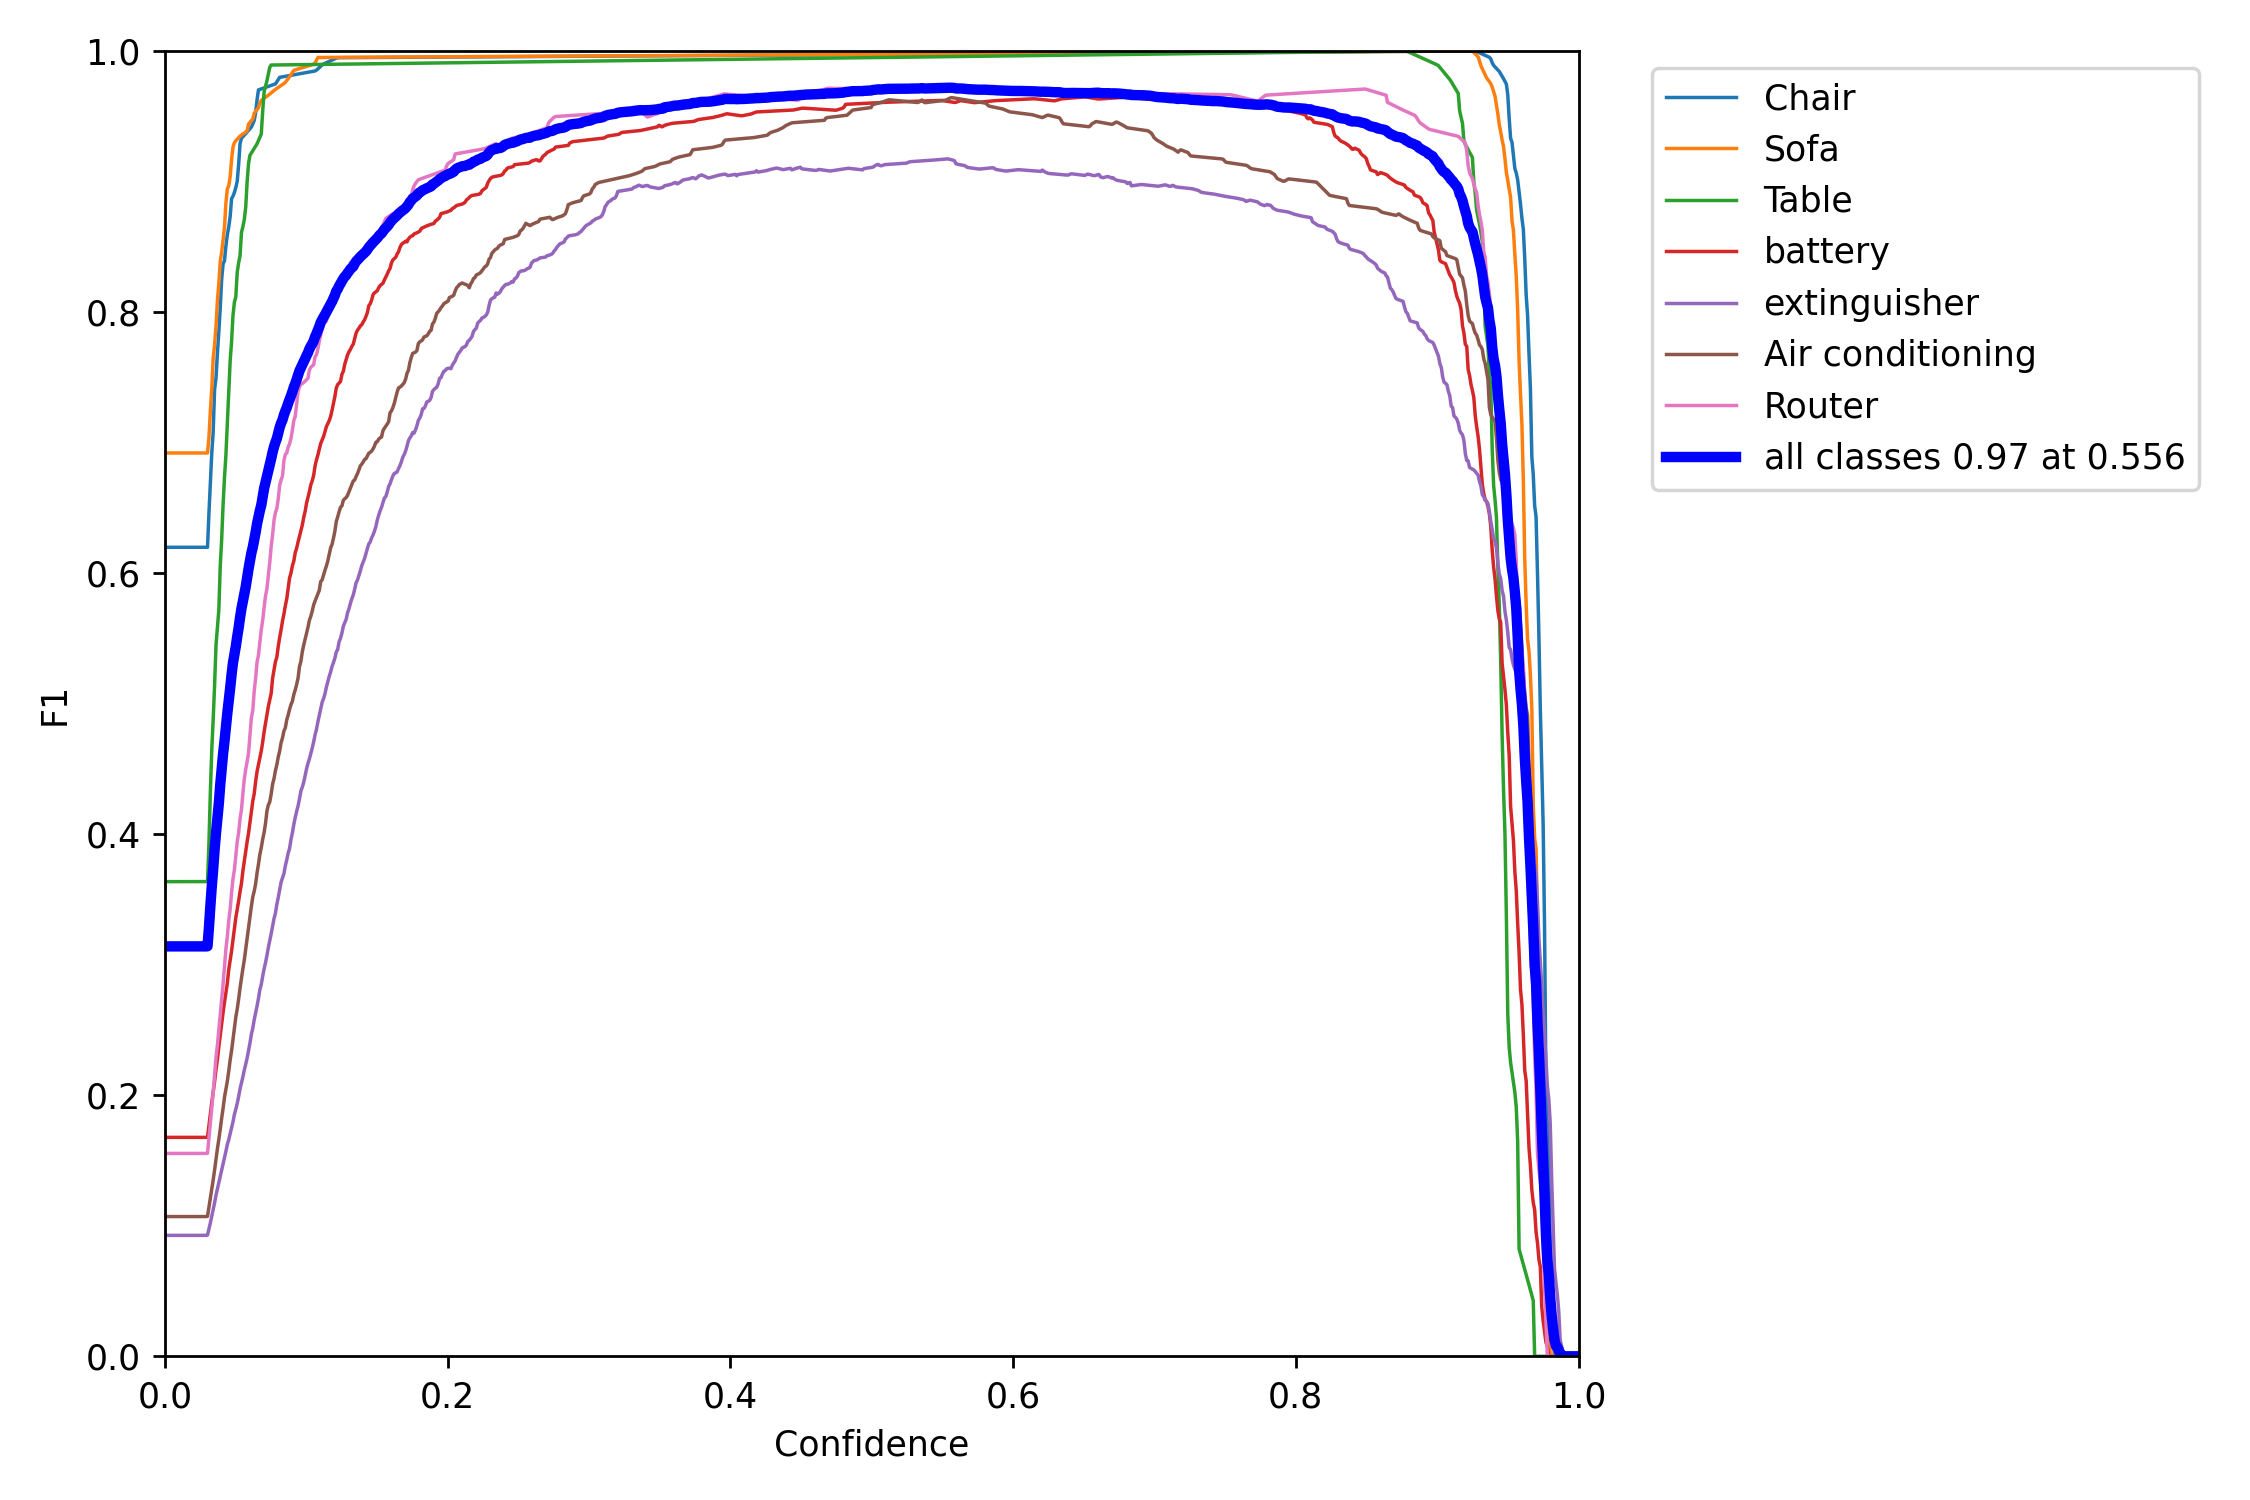 1.0
0.8
0.6
0.4
0.2
0.0
F1
0.0 0.2 0.4 0.6 0.8 1.0
Confidence
Chair
Sofa
Table
battery
extinguisher
Air conditioning
Router
all classes 0.97 at 0.556